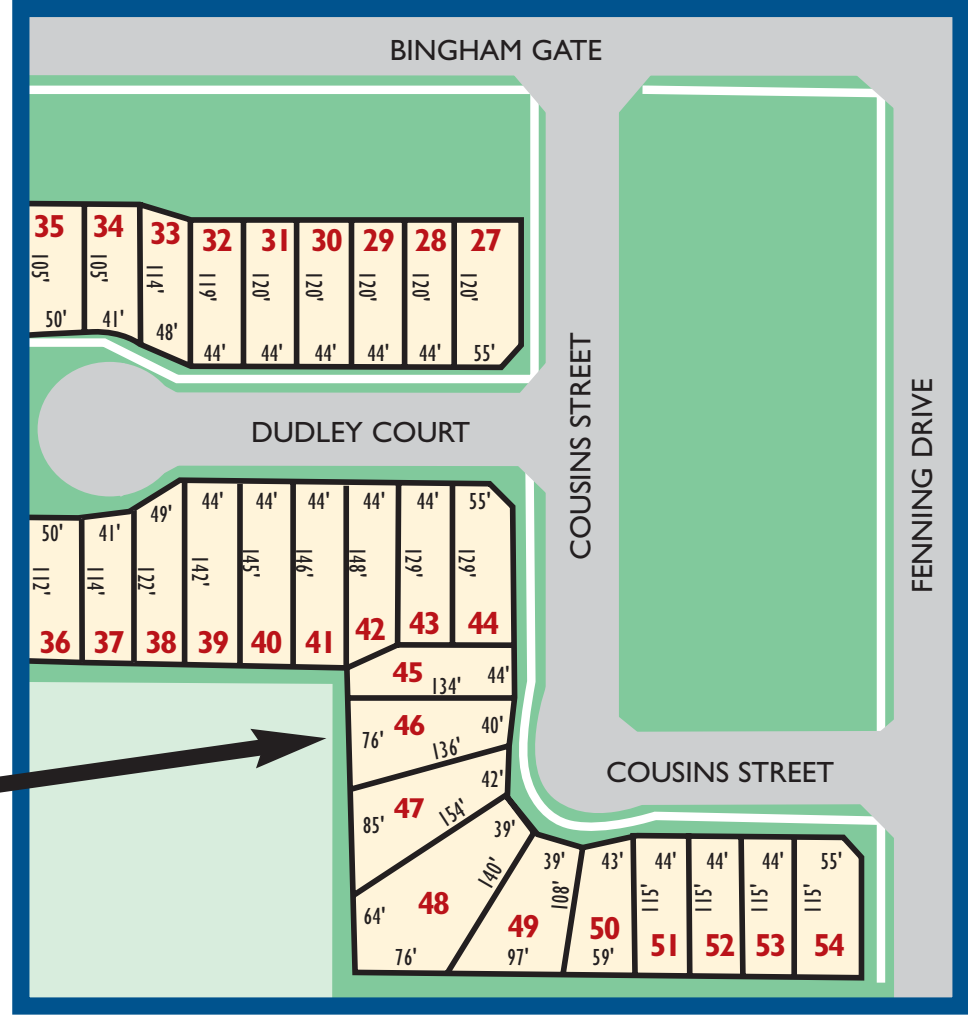 BINGHAM GATE
35 34 33 32 31 30 29 28 27
105' 105' 114' 119' 120' 120' 120' 120' 120'
50' 41' 48' 44' 44' 44' 44' 44' 55'
DUDLEY COURT
COUSINS STREET
FENNING DRIVE
50' 41' 49' 44' 44' 44' 44' 44' 55'
112' 114' 122' 142' 145' 146' 148' 129' 129'
36 37 38 39 40 41 42 43 44
45 134' 44'
76' 46 136' 40'
85' 47 154' 42'
COUSINS STREET
39'
64' 48 140'
76'
39'
108'
49
97'
43'
50
59'
44' 44' 44' 55'
115' 115' 115' 115'
51 52 53 54